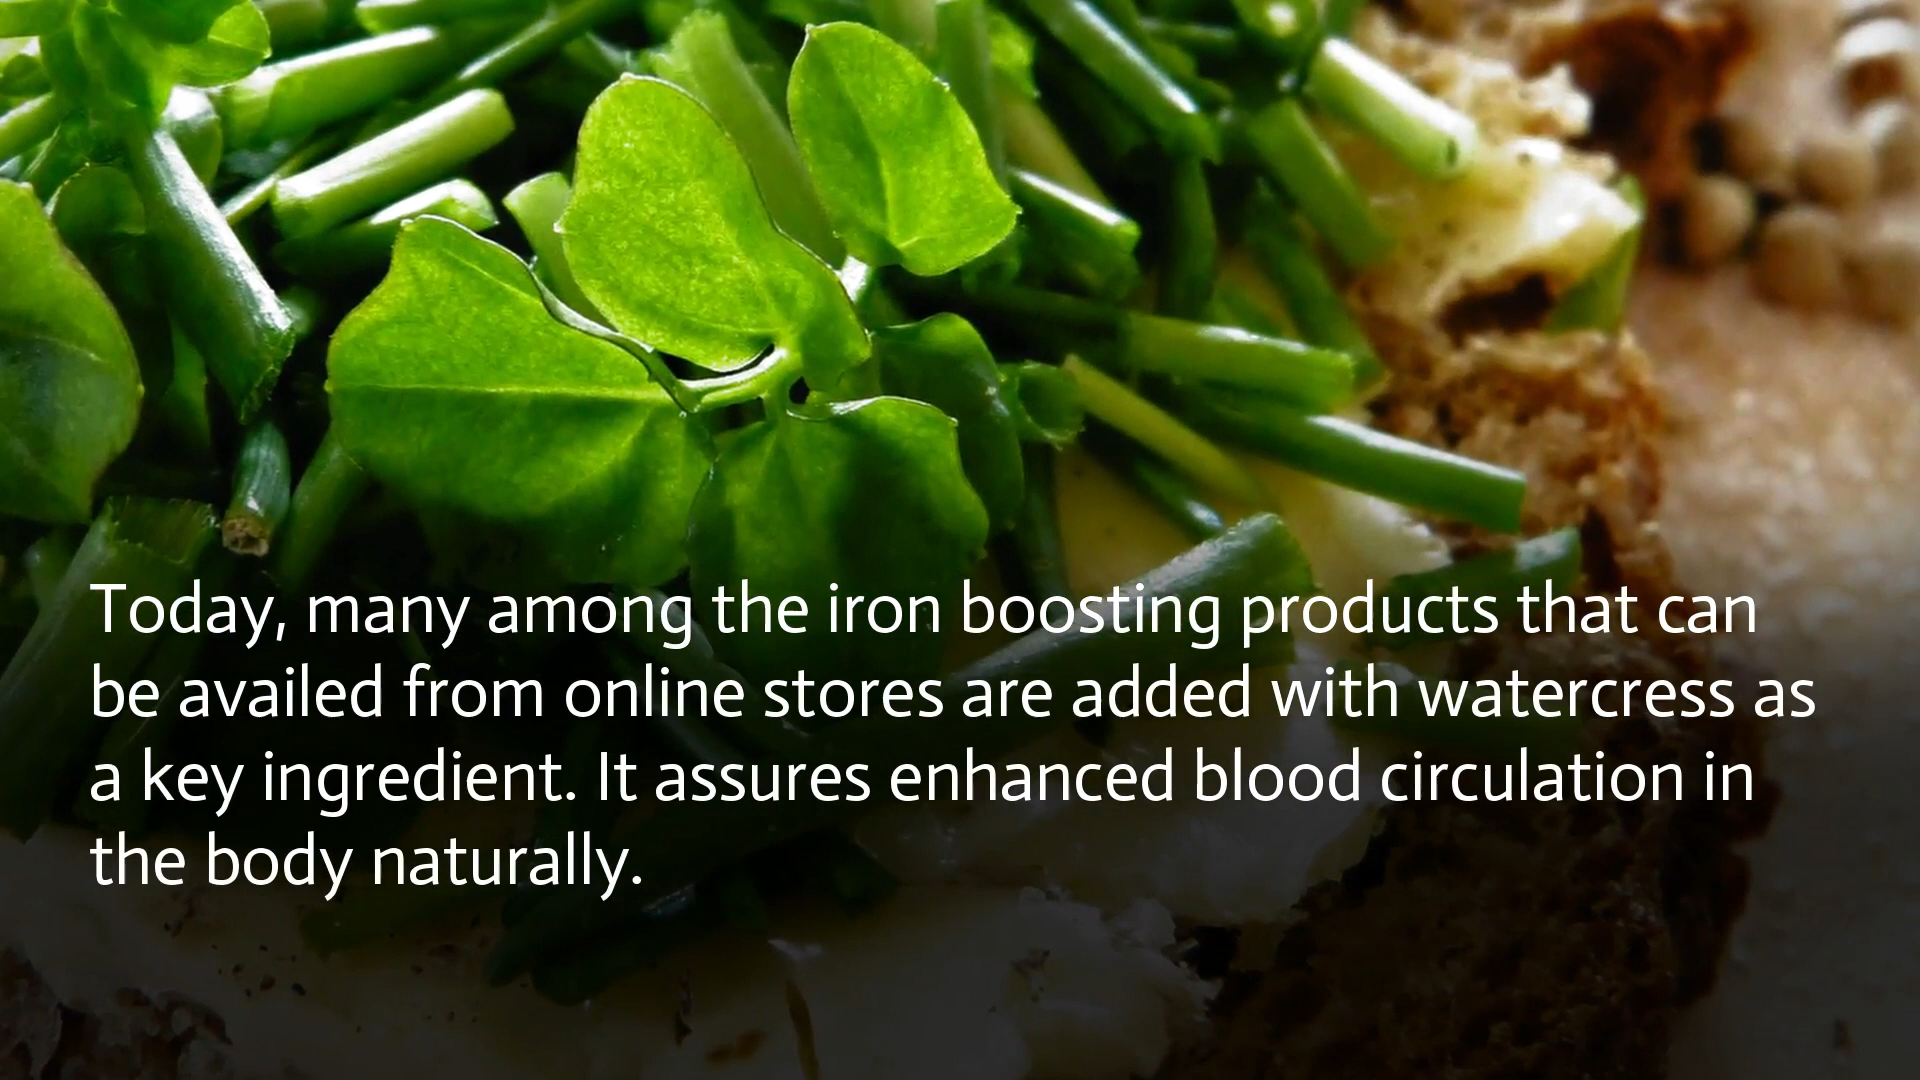 Today, many among the iron boosting products that can
be availed from online stores are added with watercress as
a key ingredient. It assures enhanced blood circulation in
the body naturally.